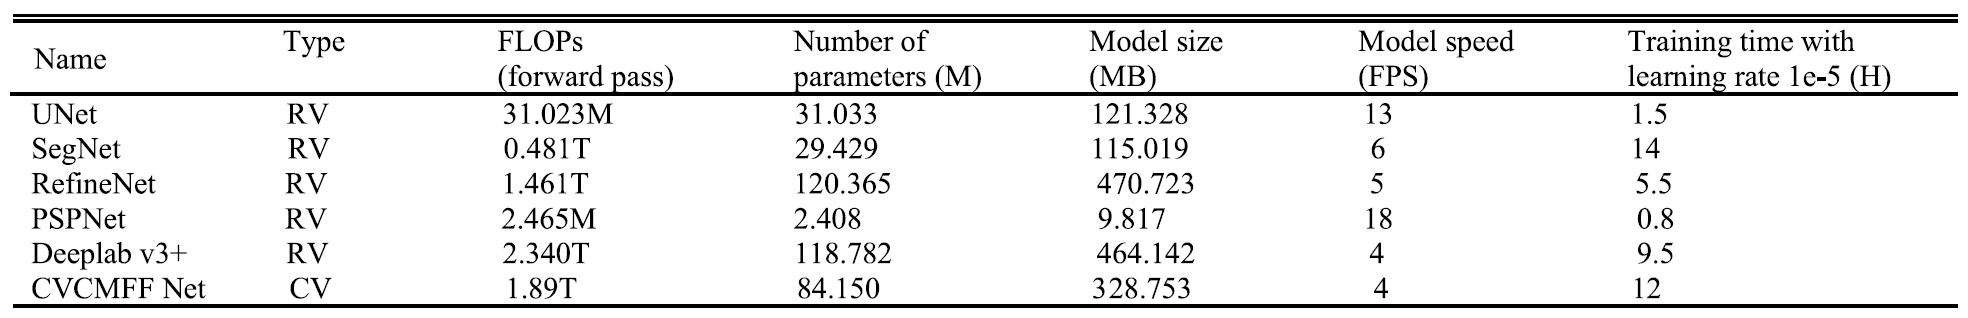 Name Type FLOPs (forward pass) Number of parameters (M) Model size (MB) Model speed (FPS) Training time with learning rate 1e-5 (H)
UNet RV 31.023M 31.033 121.328 13 1.5
SegNet RV 0.481T 29.429 115.019 6 14
RefineNet RV 1.461T 120.365 470.723 5 5.5
PSPNet RV 2.465M 2.408 9.817 18 0.8
Deeplab v3+ RV 2.340T 118.782 464.142 4 9.5
CVCMFF Net CV 1.89T 84.150 328.753 4 12